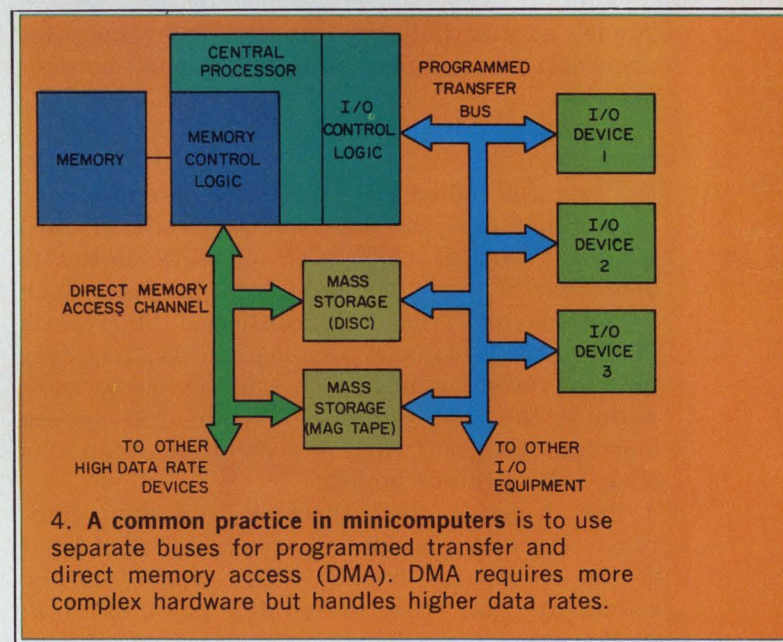 CENTRAL
PROCESSOR
PROGRAMMED
TRANSFER
BUS
MEMORY
MEMORY
CONTROL
LOGIC
I/O
CONTROL
LOGIC
I/O
DEVICE
1
I/O
DEVICE
2
I/O
DEVICE
3
DIRECT MEMORY
ACCESS CHANNEL
MASS
STORAGE
(DISC)
MASS
STORAGE
(MAG TAPE)
TO OTHER
HIGH DATA RATE
DEVICES
TO OTHER
I/O
EQUIPMENT
4. A common practice in minicomputers is to use
separate buses for programmed transfer and
direct memory access (DMA). DMA requires more
complex hardware but handles higher data rates.